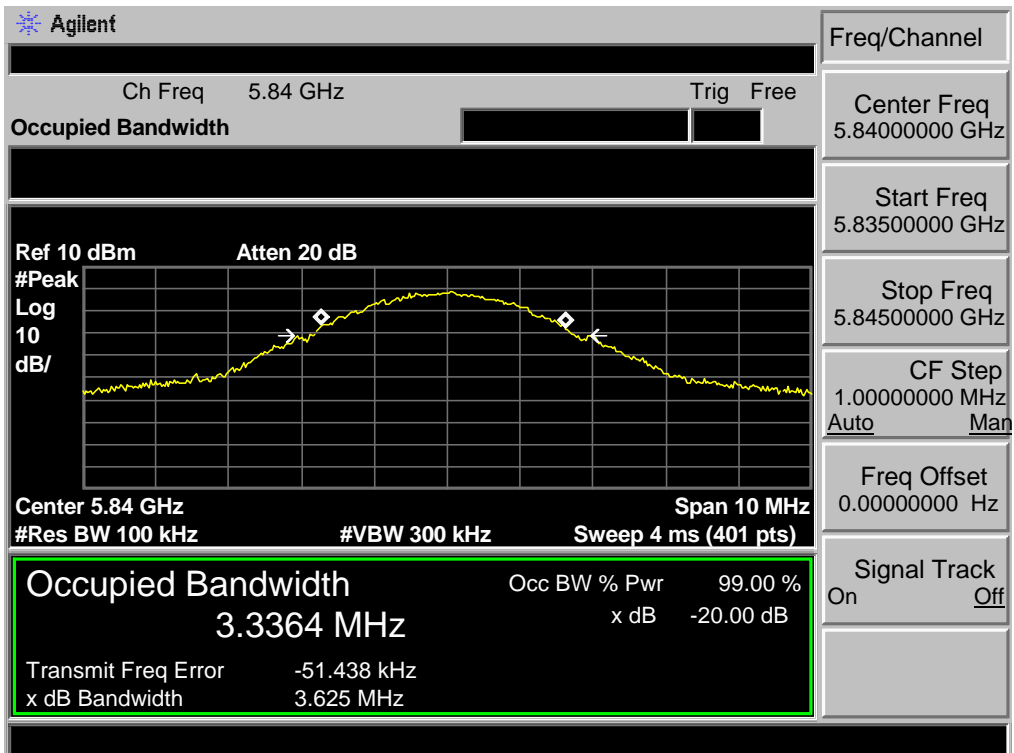 Agilent
Freq/Channel
Ch Freq 5.84 GHz Trig Free
Occupied Bandwidth
Center Freq
5.84000000 GHz
Start Freq
5.83500000 GHz
Stop Freq
5.84500000 GHz
CF Step
1.00000000 MHz
Auto Man
Freq Offset
0.00000000 Hz
Signal Track
On Off
Ref 10 dBm Atten 20 dB
#Peak
Log
10
dB/
Center 5.84 GHz Span 10 MHz
#Res BW 100 kHz #VBW 300 kHz Sweep 4 ms (401 pts)
Occupied Bandwidth
3.3364 MHz
Occ BW % Pwr 99.00 %
x dB -20.00 dB
Transmit Freq Error -51.438 kHz
x dB Bandwidth 3.625 MHz